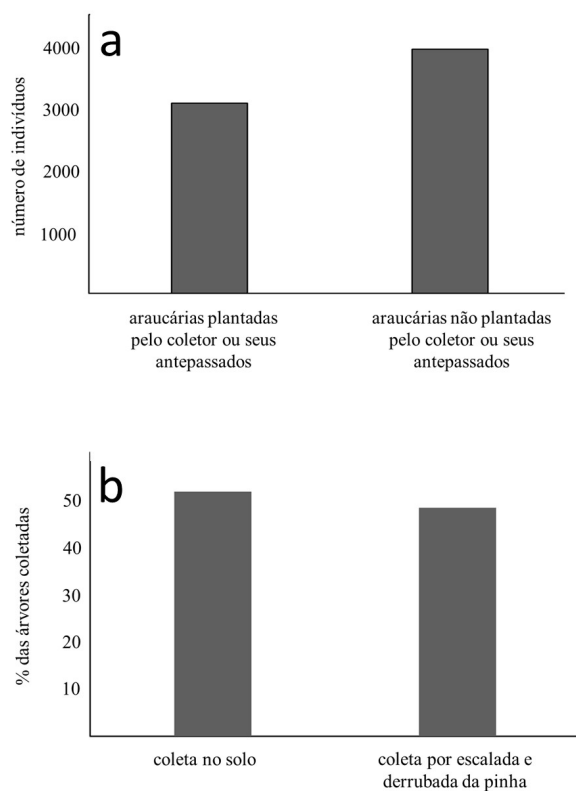 a
4000
3000
2000
1000
número de indivíduos
araucárias plantadas
pelo coletor ou seus
antepassados
araucárias não plantadas
pelo coletor ou seus
antepassados
b
50
40
30
20
10
% das árvores coletadas
coleta no solo
coleta por escalada e
derrubada da pinha